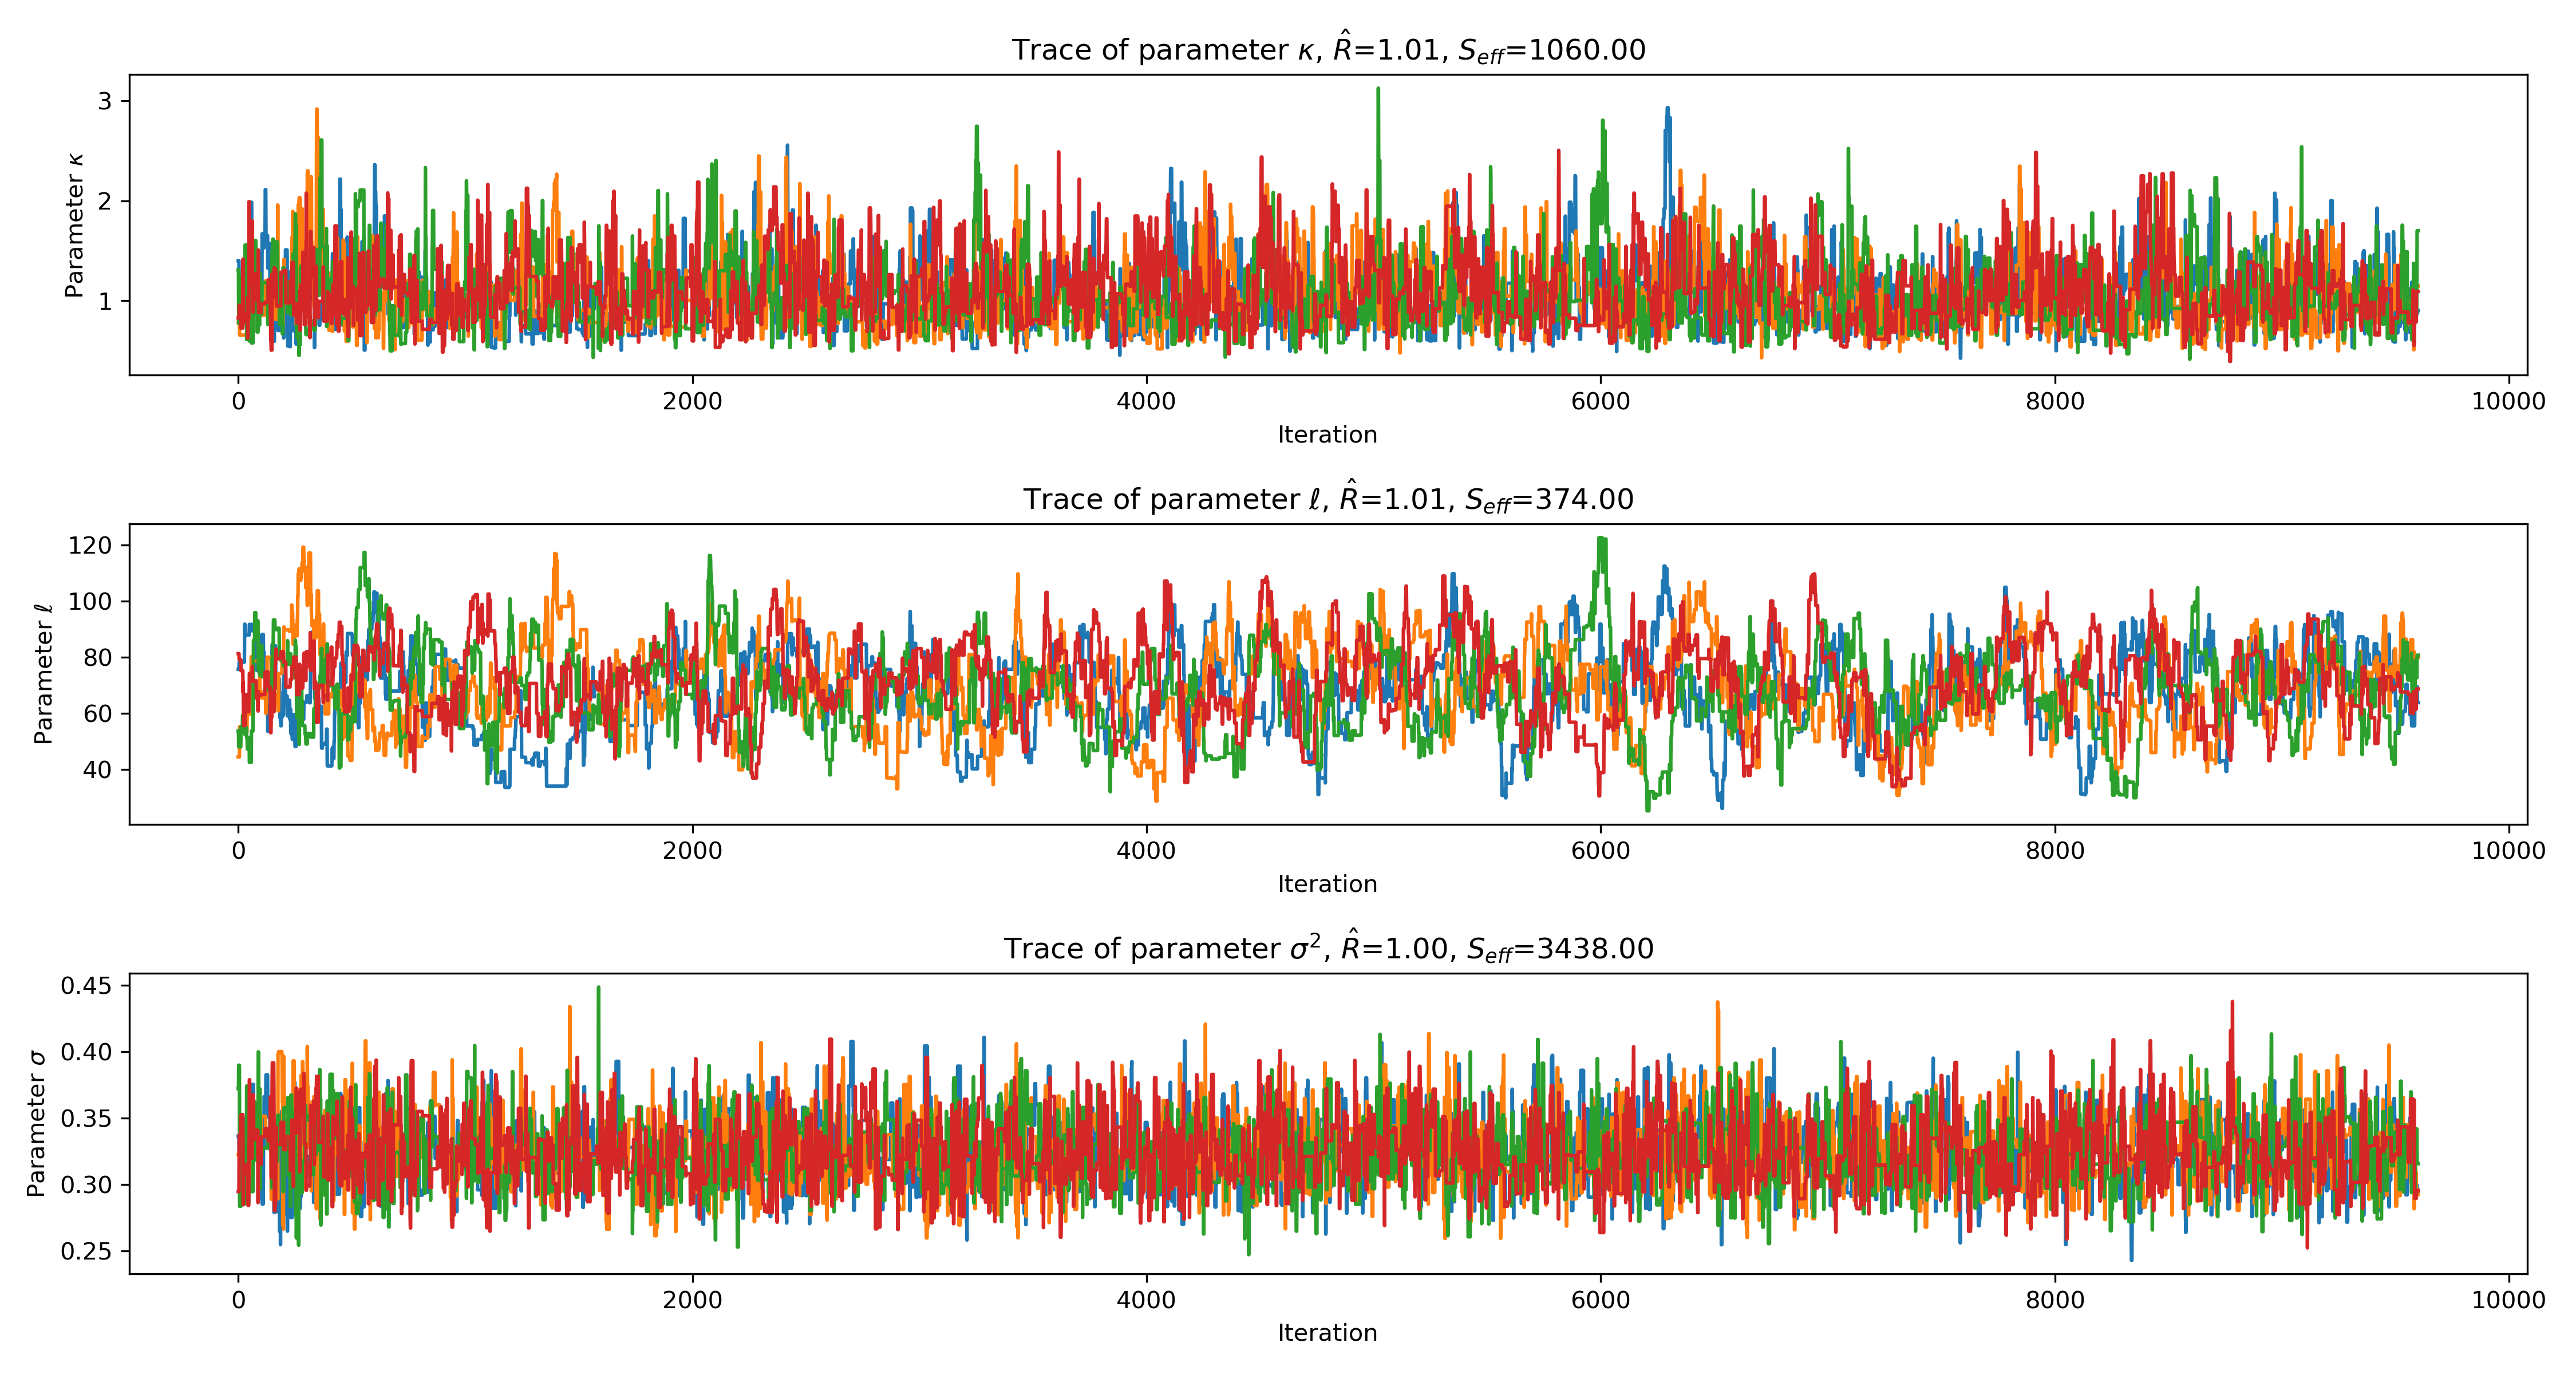 Trace of parameter κ, R̂=1.01, S_eff=1060.00
Parameter κ
3
2
1
0 2000 4000 6000 8000 10000
Iteration
Trace of parameter ℓ, R̂=1.01, S_eff=374.00
Parameter ℓ
120
100
80
60
40
0 2000 4000 6000 8000 10000
Iteration
Trace of parameter σ², R̂=1.00, S_eff=3438.00
Parameter σ
0.45
0.40
0.35
0.30
0.25
0 2000 4000 6000 8000 10000
Iteration